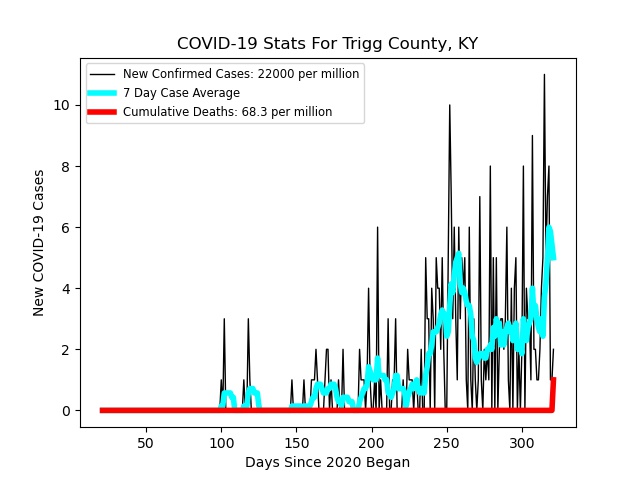 COVID-19 Stats For Trigg County, KY
New Confirmed Cases: 22000 per million
7 Day Case Average
Cumulative Deaths: 68.3 per million
New COVID-19 Cases
10
8
6
4
2
0
50 100 150 200 250 300
Days Since 2020 Began